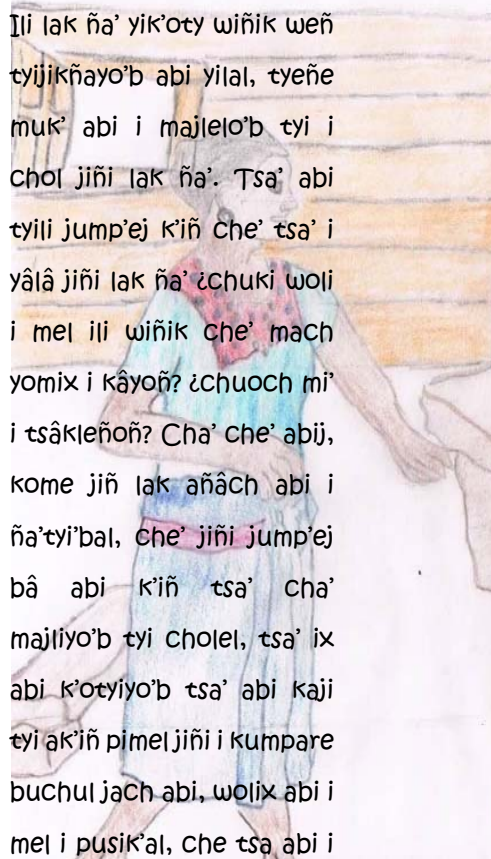 Ili lak ña’ yik’oty wiñik weñ
tyijikñayo’b abi yilal, tyeñe
muk’ abi i majlelo’b tyi i
chol jiñi lak ña’. Tsa’ abi
tyili jump’ej k’iñ che’ tsa’ i
yâlâ jiñi lak ña’ ¿chuki woli
i mel ili wiñik che’ mach
yomix i kâyoñ? ¿chuoch mi’
i tsâkleñoñ? Cha’ che’ abij,
kome jiñ lak añâch abi i
ña’tyi’bal, che’ jiñi jump’ej
bâ abi k’iñ tsa’ cha’
majliyo’b tyi cholel, tsa’ ix
abi k’otyiyo’b tsa’ abi kaji
tyi ak’iñ pimel jiñi i kumpare
buchul jach abi, wolix abi i
mel i pusik’al, che tsa abi i